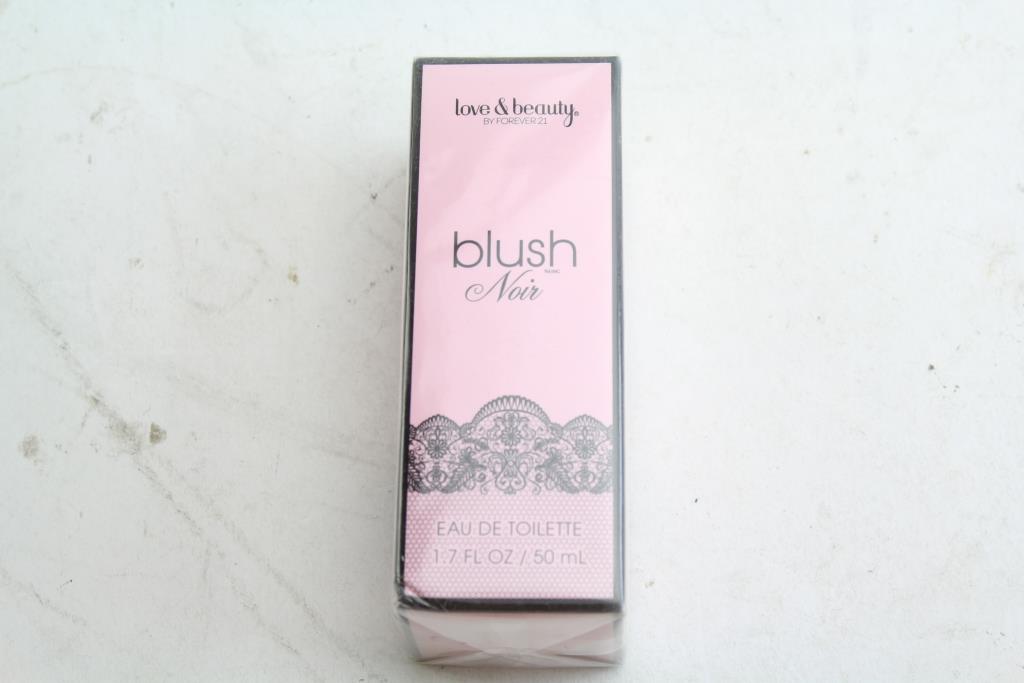 love & beauty®
BY FOREVER 21
blush
Noir
EAU DE TOILETTE
1.7 FL OZ / 50 mL